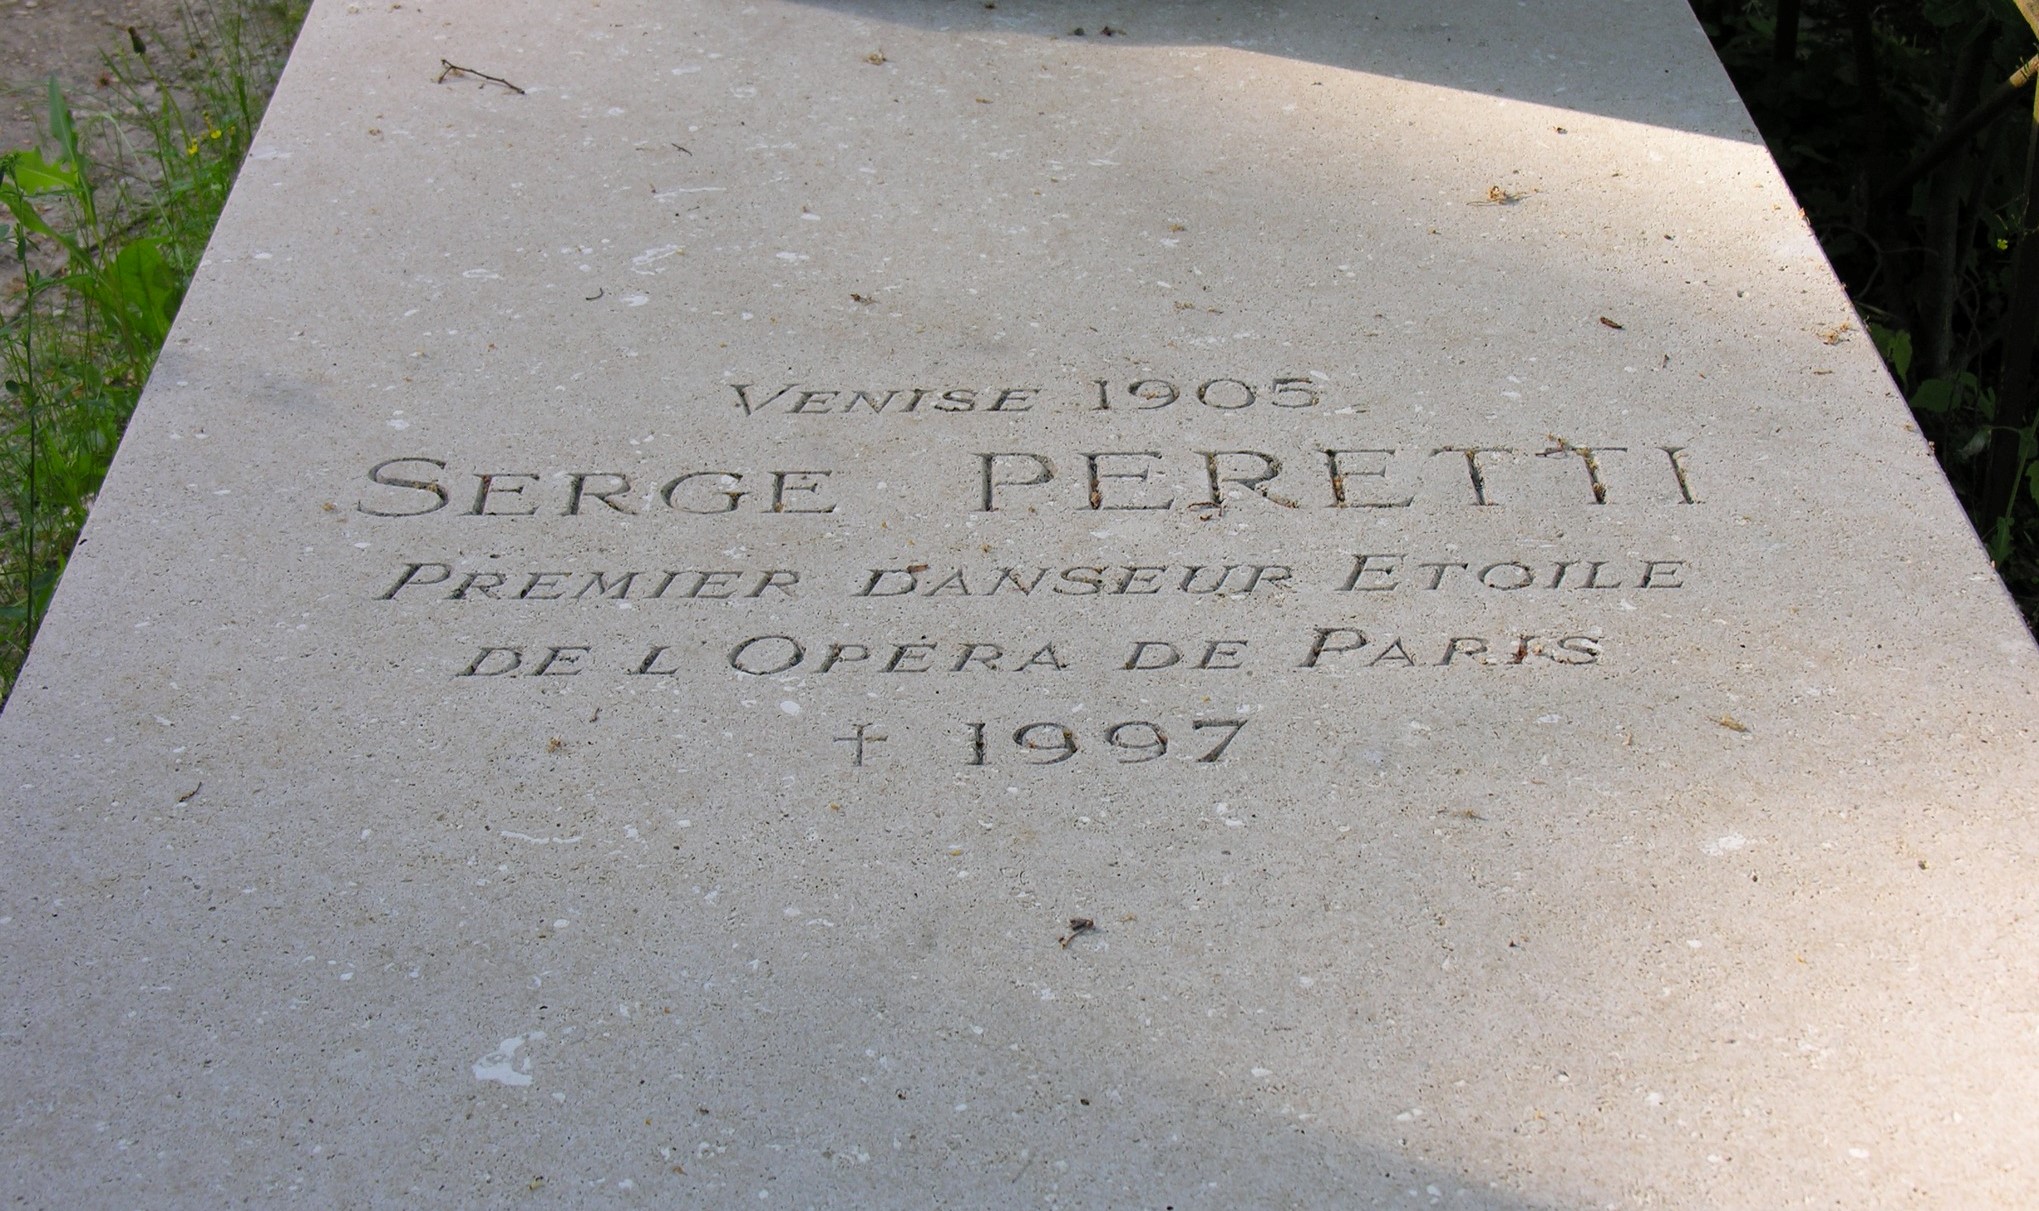 VENISE 1905
SERGE PERETTI
PREMIER DANSEUR ETOILE
DE L'OPÉRA DE PARIS
† 1997